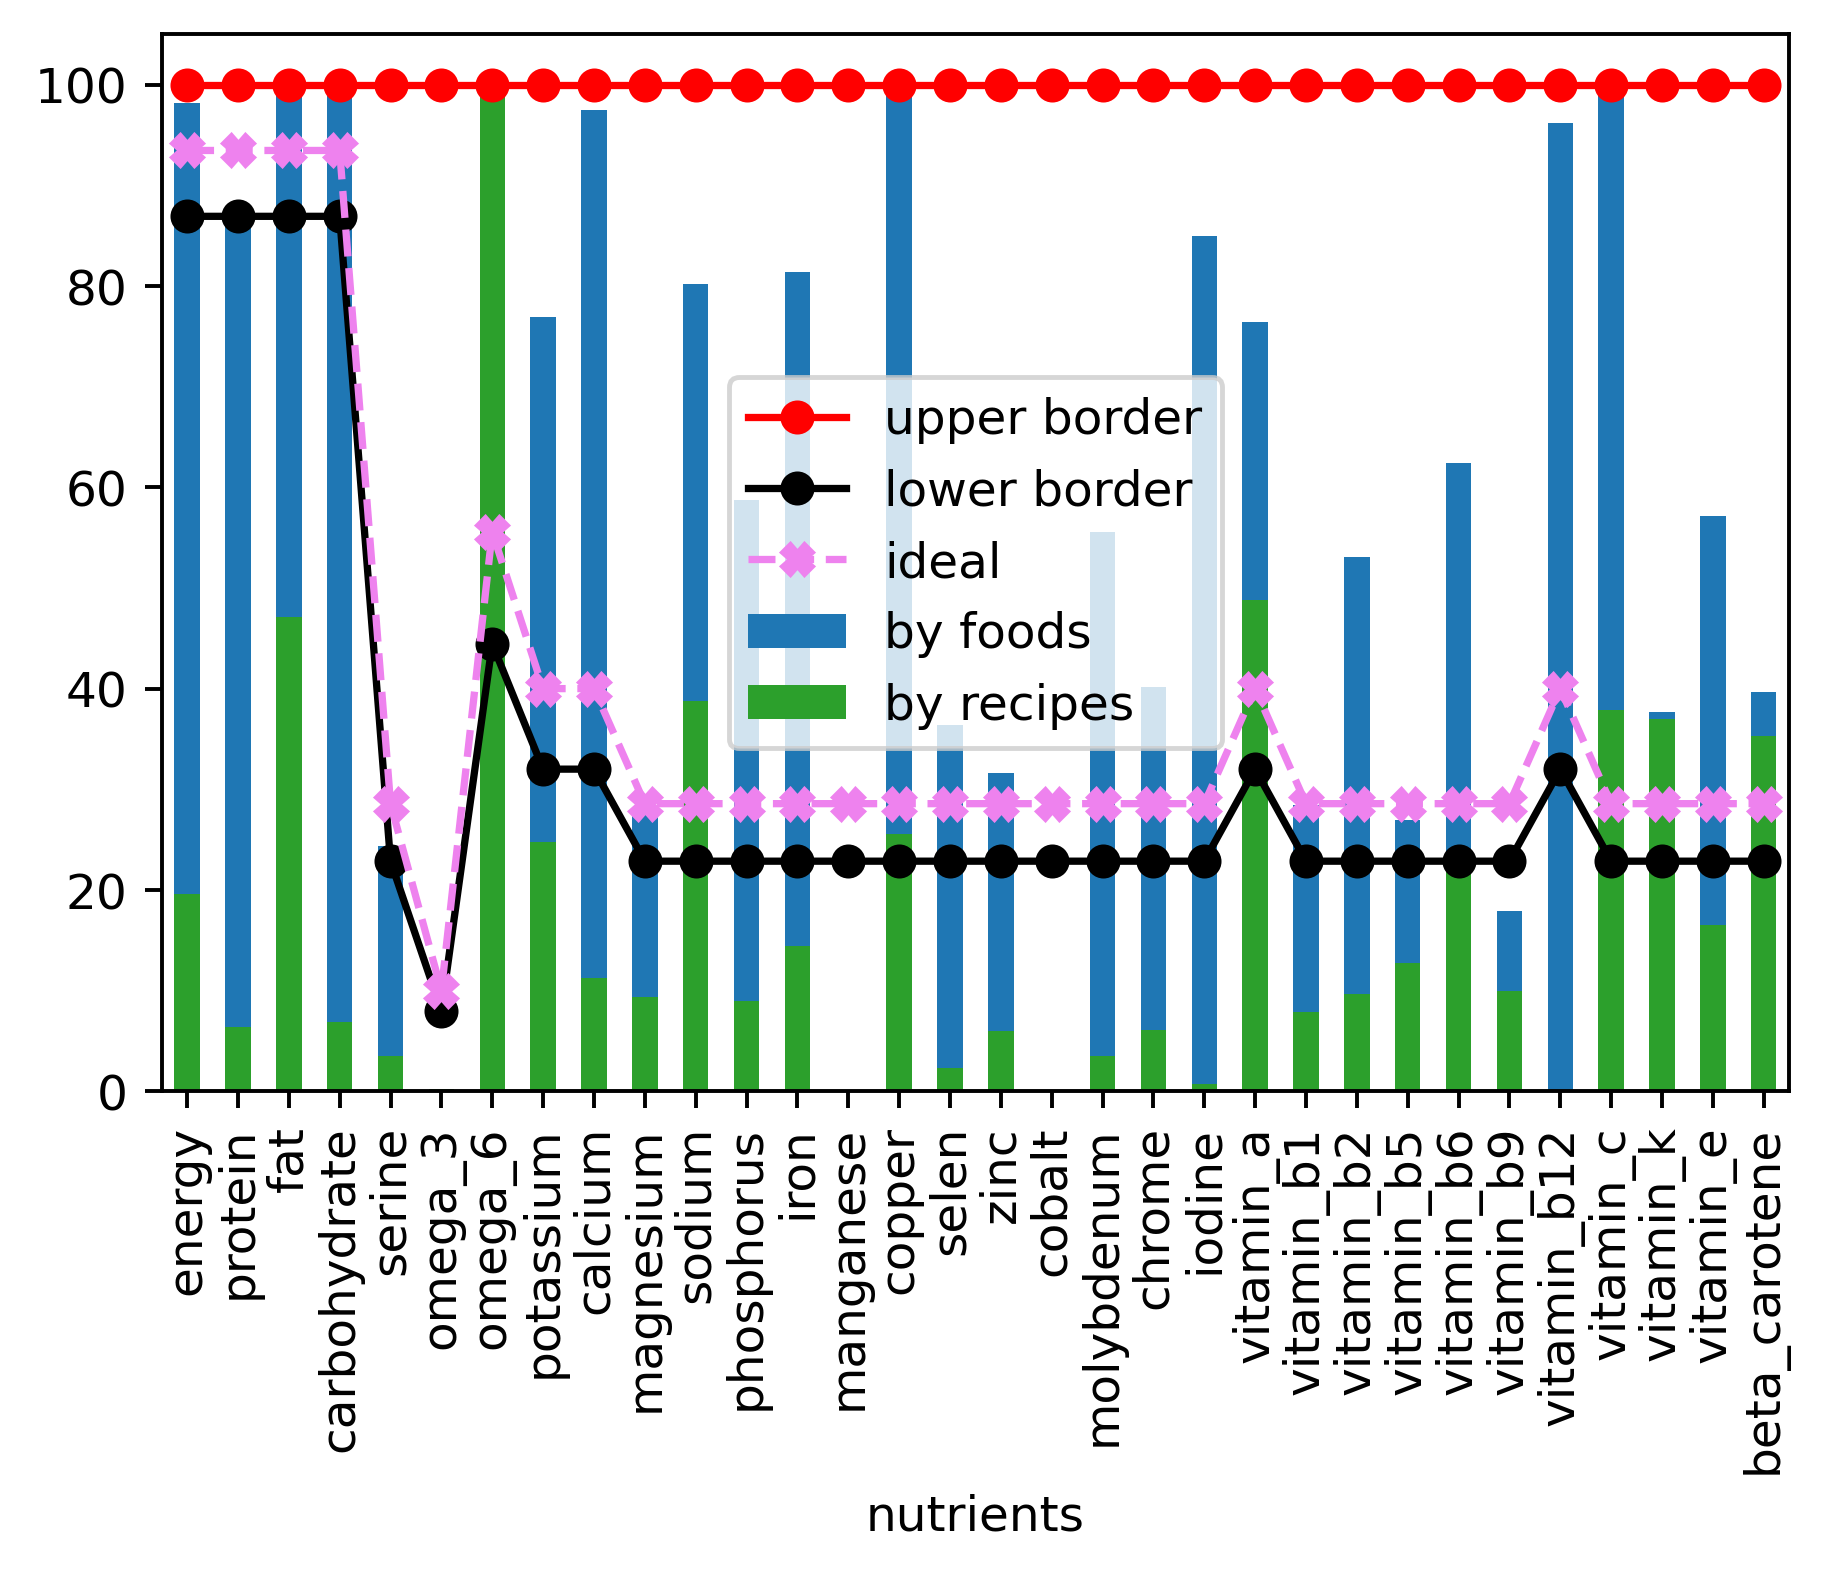 100
80
60
40
20
0
upper border
lower border
ideal
by foods
by recipes
energy
protein
fat
carbohydrate
serine
omega_3
omega_6
potassium
calcium
magnesium
sodium
phosphorus
iron
manganese
copper
selen
zinc
cobalt
molybdenum
chrome
iodine
vitamin_a
vitamin_b1
vitamin_b2
vitamin_b5
vitamin_b6
vitamin_b9
vitamin_b12
vitamin_c
vitamin_k
vitamin_e
beta_carotene
nutrients